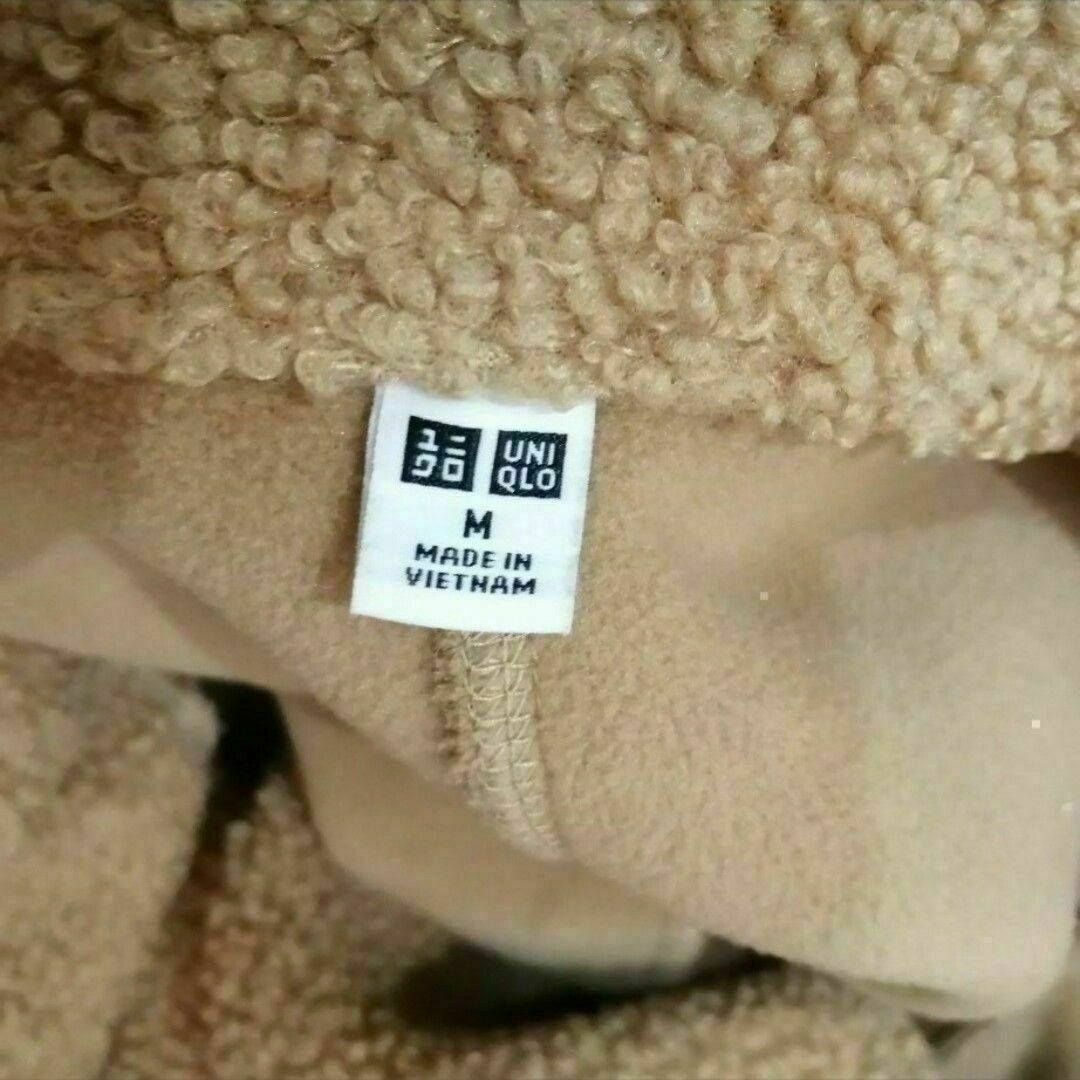 ユニ UNI
クロ QLO
M
MADE IN
VIETNAM